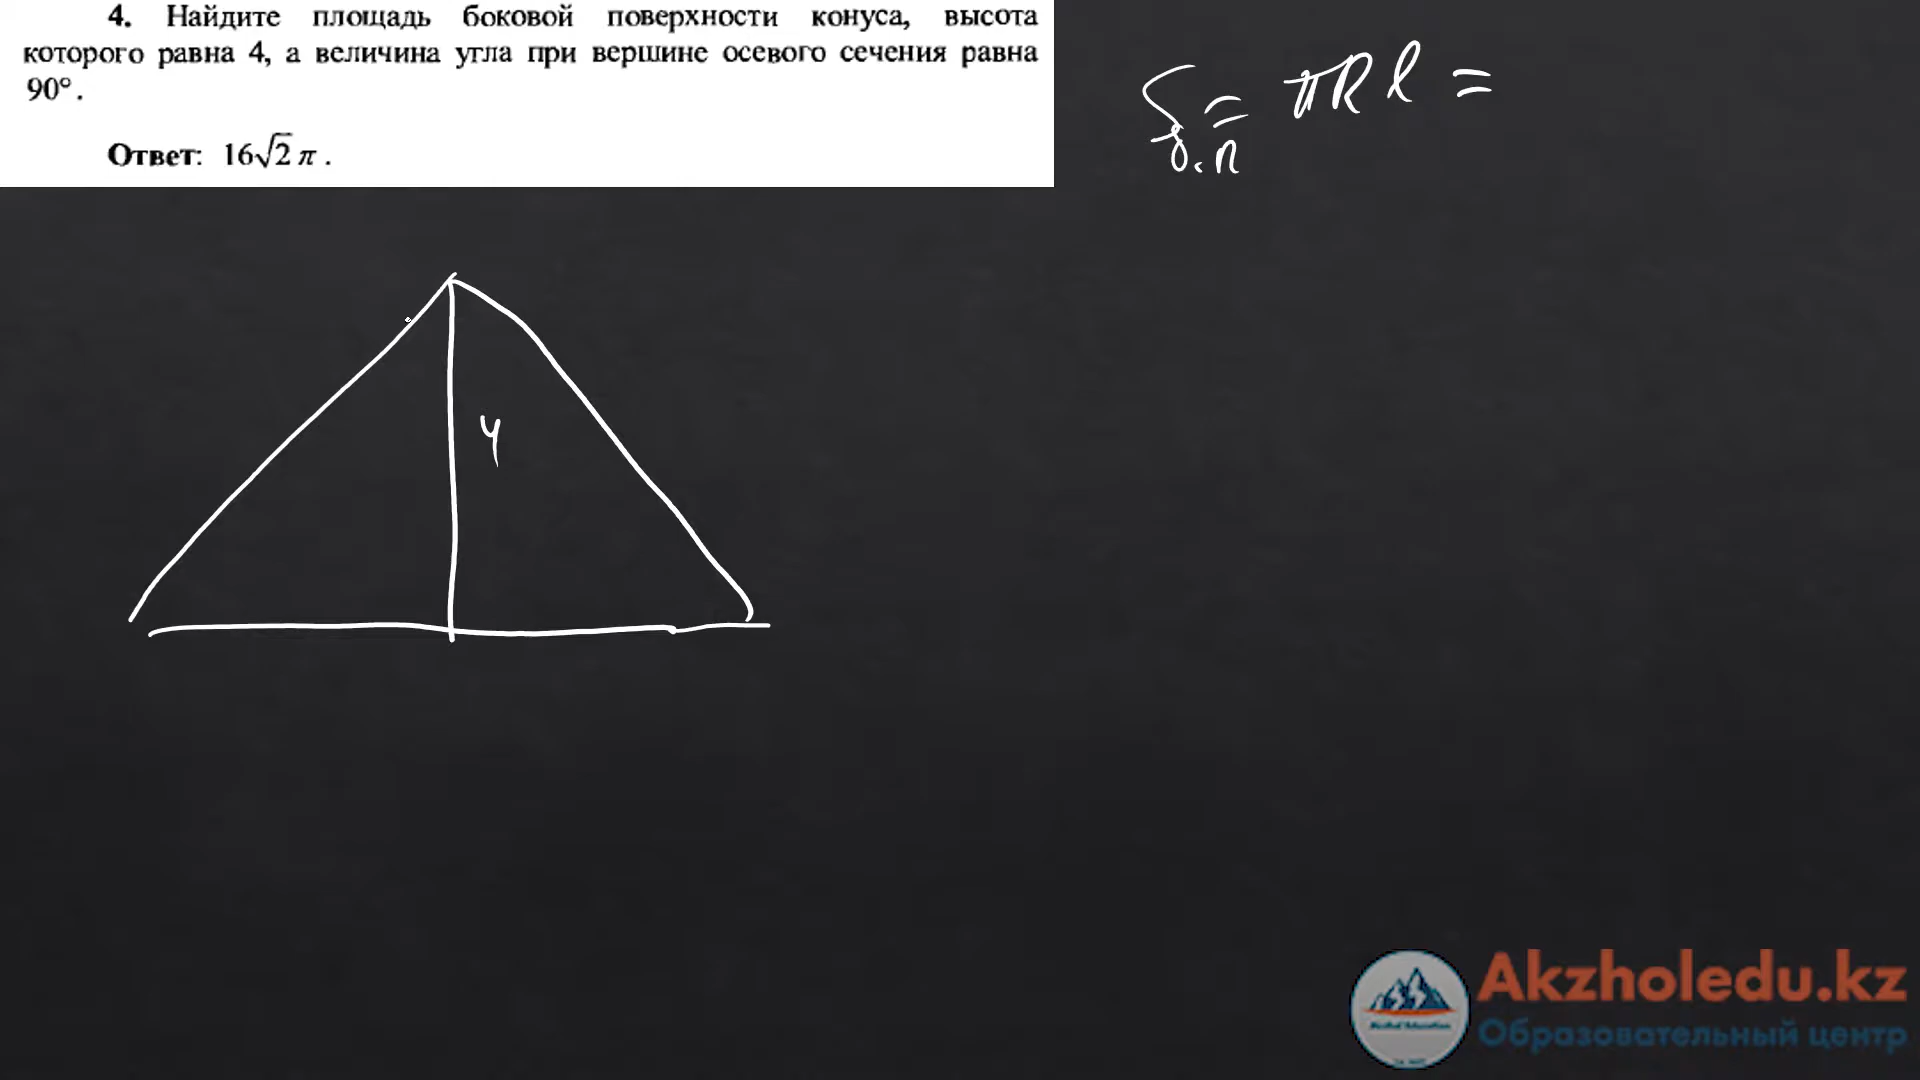 4. Найдите площадь боковой поверхности конуса, высота
которого равна 4, а величина угла при вершине осевого сечения равна
90°.
Ответ: 16√2 π .
S б.п = πRl =
4
Akzholedu.kz
Образовательный центр